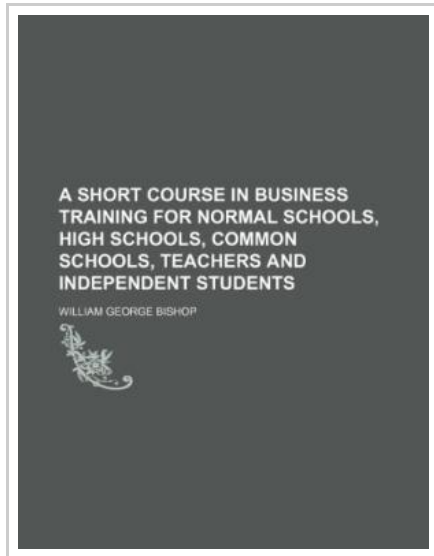 A SHORT COURSE IN BUSINESS
TRAINING FOR NORMAL SCHOOLS,
HIGH SCHOOLS, COMMON
SCHOOLS, TEACHERS AND
INDEPENDENT STUDENTS
WILLIAM GEORGE BISHOP